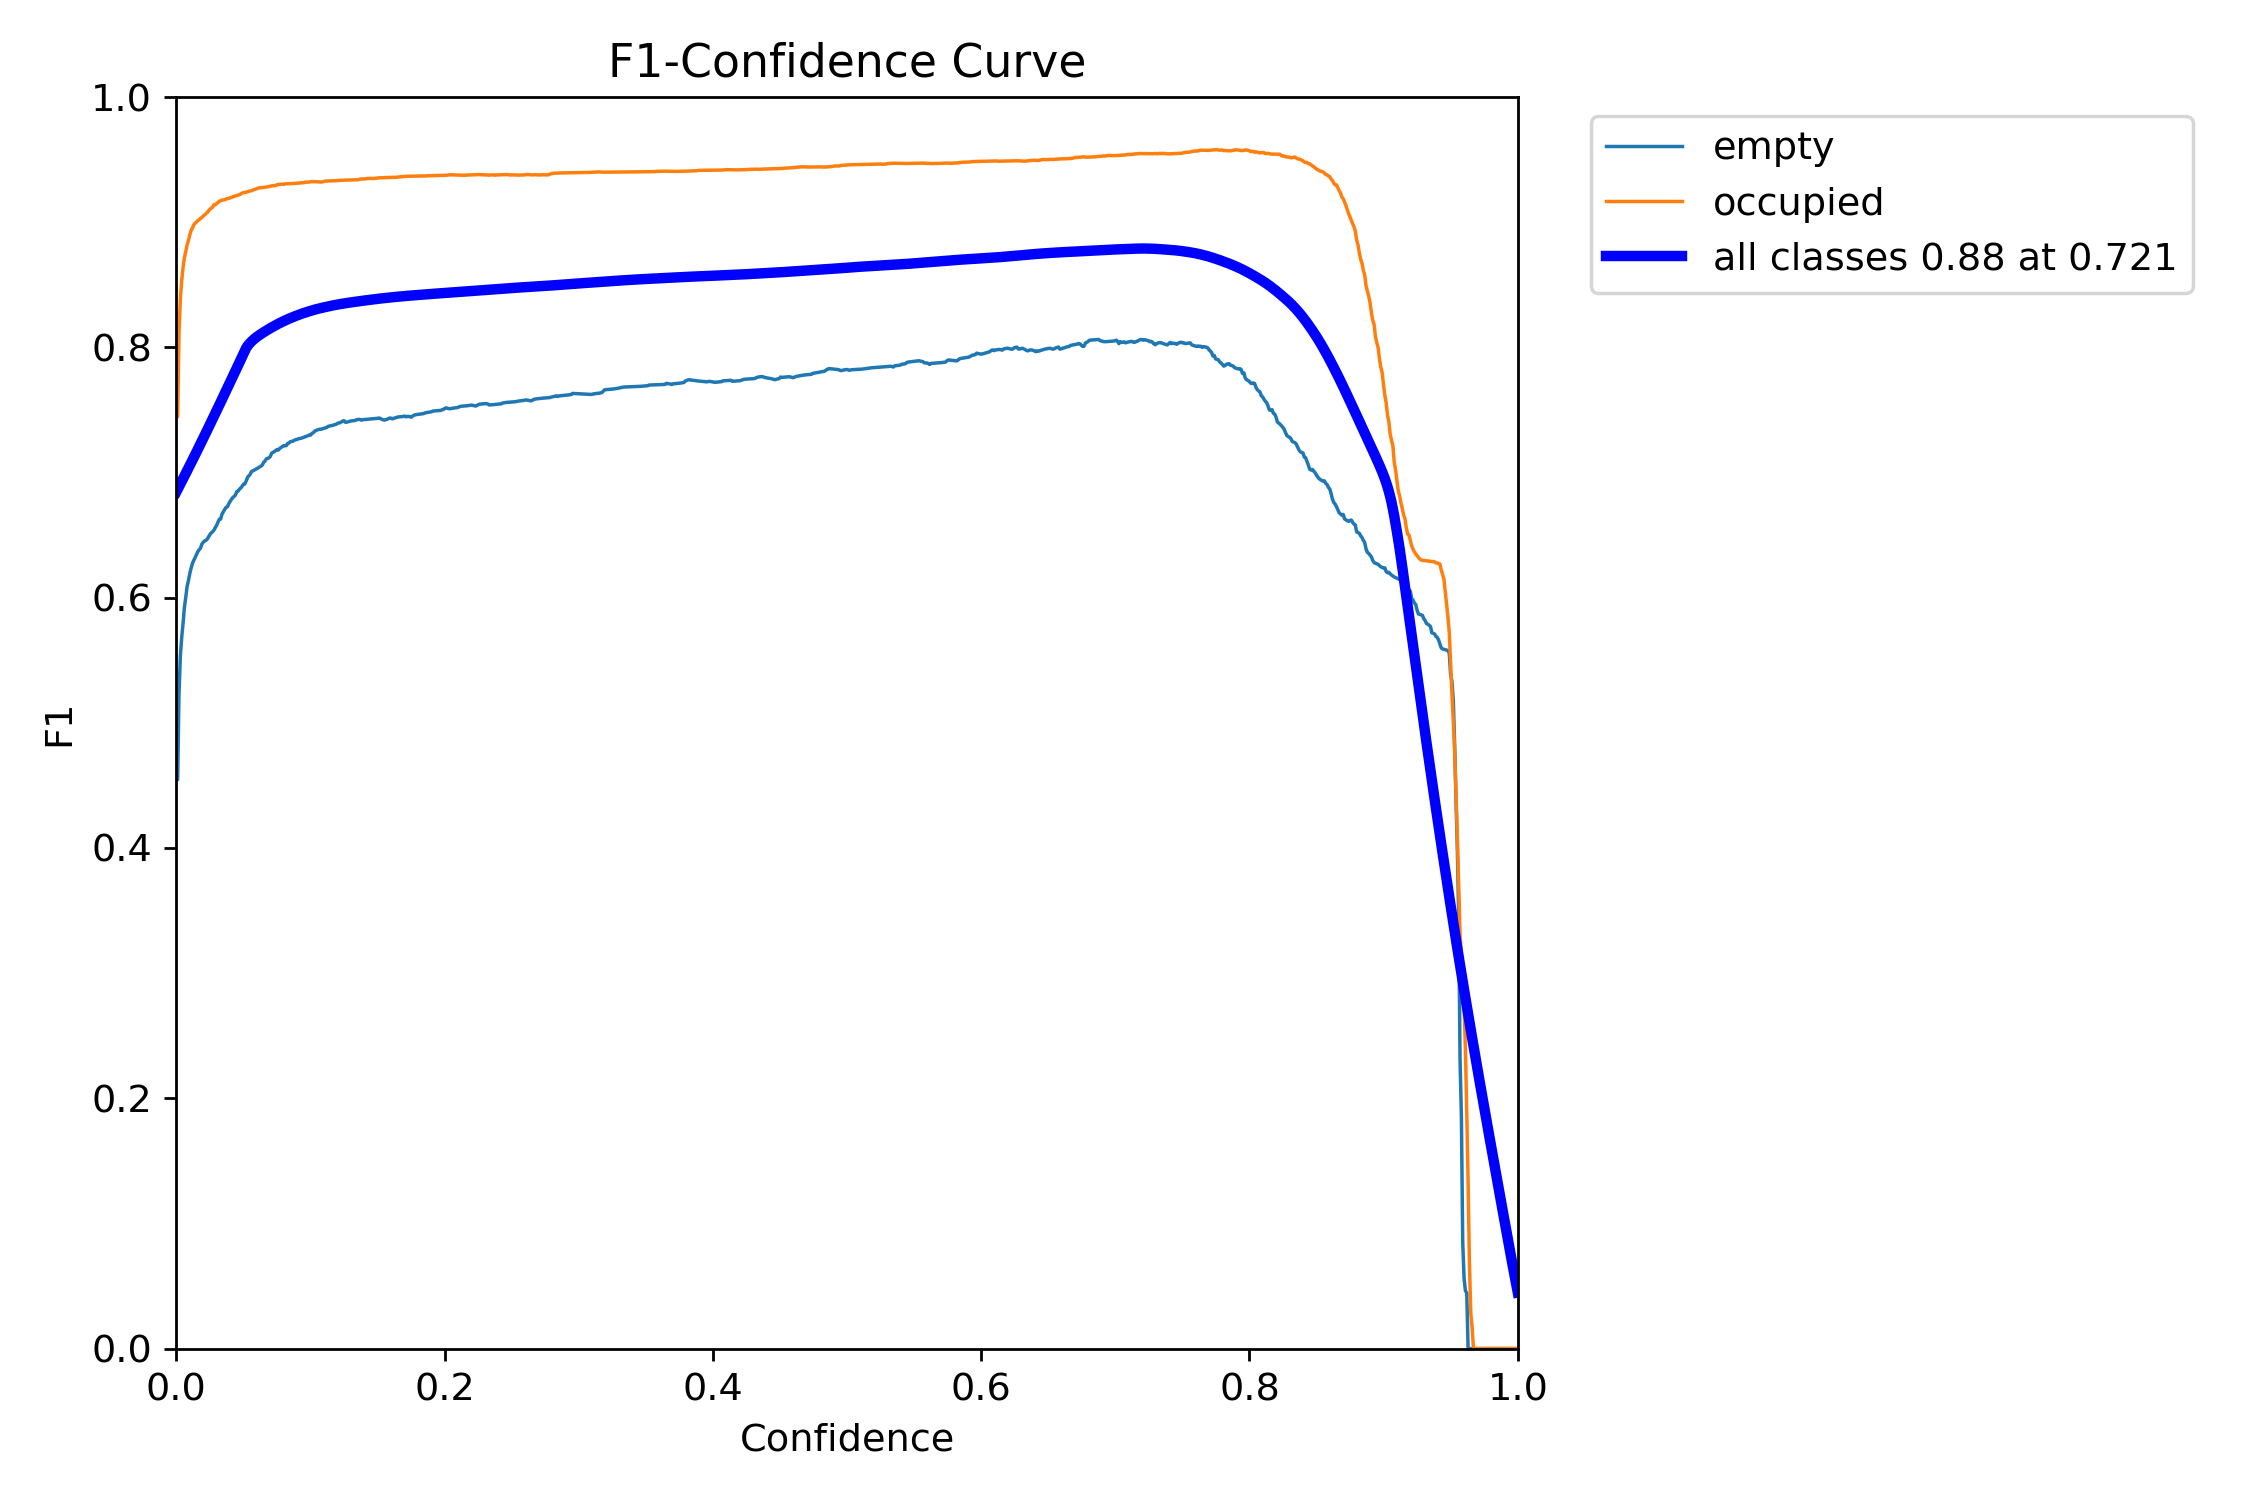 F1-Confidence Curve
1.0
0.8
0.6
0.4
0.2
0.0
F1
0.0 0.2 0.4 0.6 0.8 1.0
Confidence
empty
occupied
all classes 0.88 at 0.721